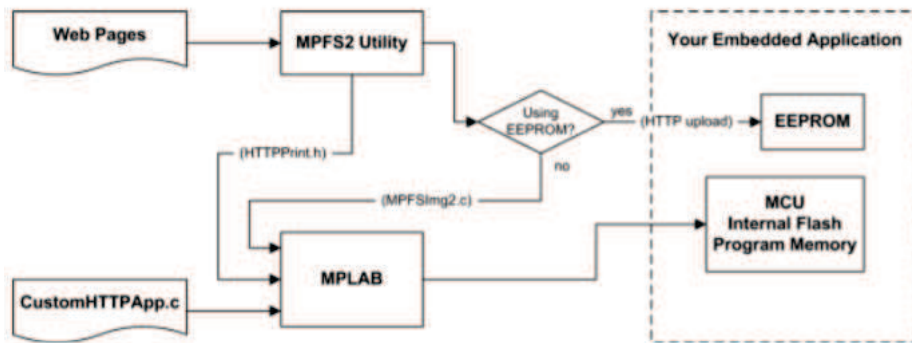 Web Pages
MPFS2 Utility
Your Embedded Application
Using
EEPROM?
yes
(HTTP upload)
EEPROM
(HTTPPrint.h)
no
(MPFSImg2.c)
MCU
Internal Flash
Program Memory
MPLAB
CustomHTTPApp.c